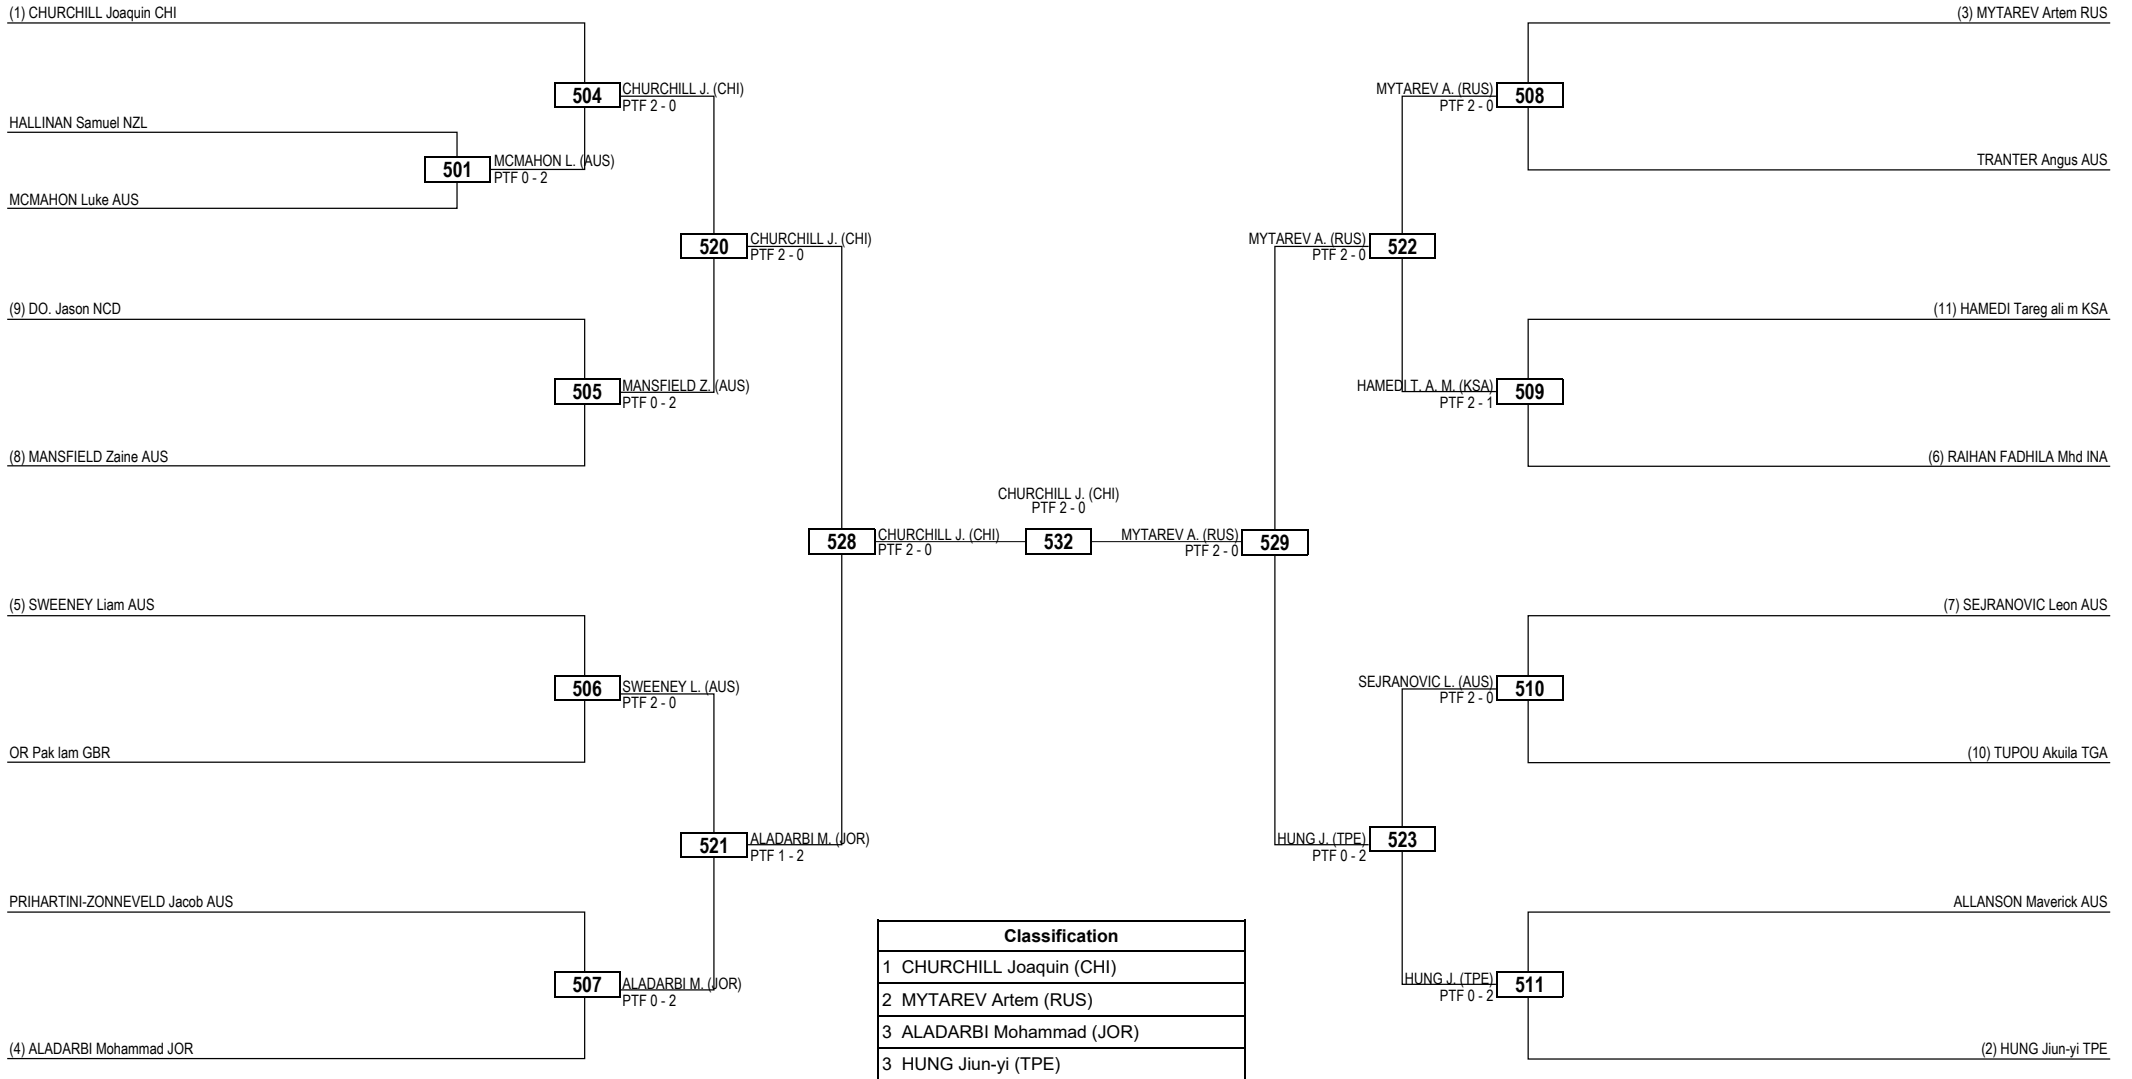 (1) CHURCHILL Joaquin CHI
(3) MYTAREV Artem RUS
504
CHURCHILL J. (CHI)
PTF 2 - 0
MYTAREV A. (RUS)
PTF 2 - 0
508
HALLINAN Samuel NZL
501
MCMAHON L. (AUS)
PTF 0 - 2
TRANTER Angus AUS
MCMAHON Luke AUS
520
CHURCHILL J. (CHI)
PTF 2 - 0
MYTAREV A. (RUS)
PTF 2 - 0
522
(9) DO. Jason NCD
(11) HAMEDI Tareg ali m KSA
505
MANSFIELD Z. (AUS)
PTF 0 - 2
HAMEDI T. A. M. (KSA)
PTF 2 - 1
509
(8) MANSFIELD Zaine AUS
(6) RAIHAN FADHILA Mhd INA
CHURCHILL J. (CHI)
PTF 2 - 0
528
CHURCHILL J. (CHI)
PTF 2 - 0
532
MYTAREV A. (RUS)
PTF 2 - 0
529
(5) SWEENEY Liam AUS
(7) SEJRANOVIC Leon AUS
506
SWEENEY L. (AUS)
PTF 2 - 0
SEJRANOVIC L. (AUS)
PTF 2 - 0
510
OR Pak lam GBR
(10) TUPOU Akuila TGA
521
ALADARBI M. (JOR)
PTF 1 - 2
HUNG J. (TPE)
PTF 0 - 2
523
PRIHARTINI-ZONNEVELD Jacob AUS
ALLANSON Maverick AUS
507
ALADARBI M. (JOR)
PTF 0 - 2
HUNG J. (TPE)
PTF 0 - 2
511
(4) ALADARBI Mohammad JOR
(2) HUNG Jiun-yi TPE
Classification
1 CHURCHILL Joaquin (CHI)
2 MYTAREV Artem (RUS)
3 ALADARBI Mohammad (JOR)
3 HUNG Jiun-yi (TPE)